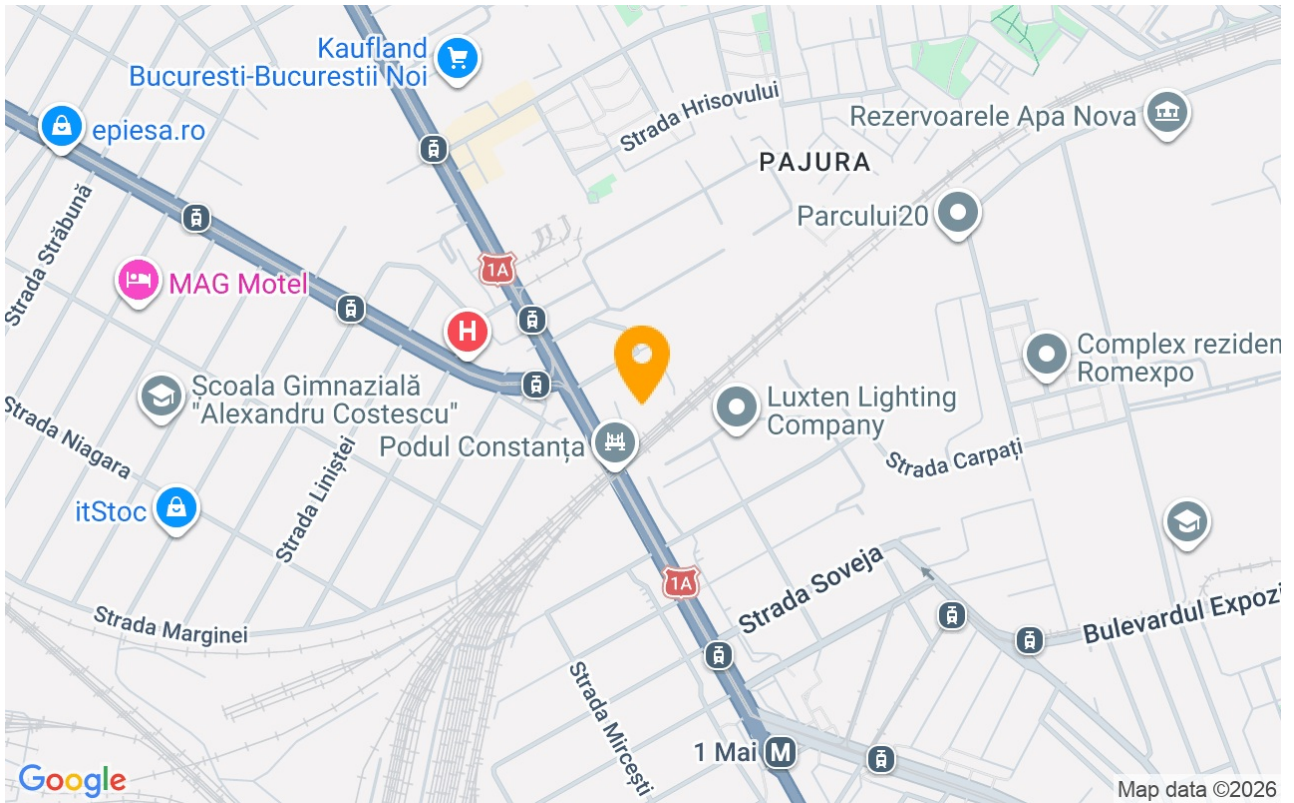 Kaufland
Bucuresti-Bucurestii Noi
epiesa.ro
Strada Hrisovului
Rezervoarele Apa Nova
PAJURA
Strada Străbună
Parcului20
1A
MAG Motel
H
Complex reziden
Romexpo
Școala Gimnazială
"Alexandru Costescu"
Luxten Lighting
Company
Strada Niagara
Podul Constanța
Strada Carpați
itStoc
Strada Liniștei
1A
Strada Soveja
Strada Marginei
Bulevardul Expozi
Strada Mircești
1 Mai M
Google
Map data ©2026